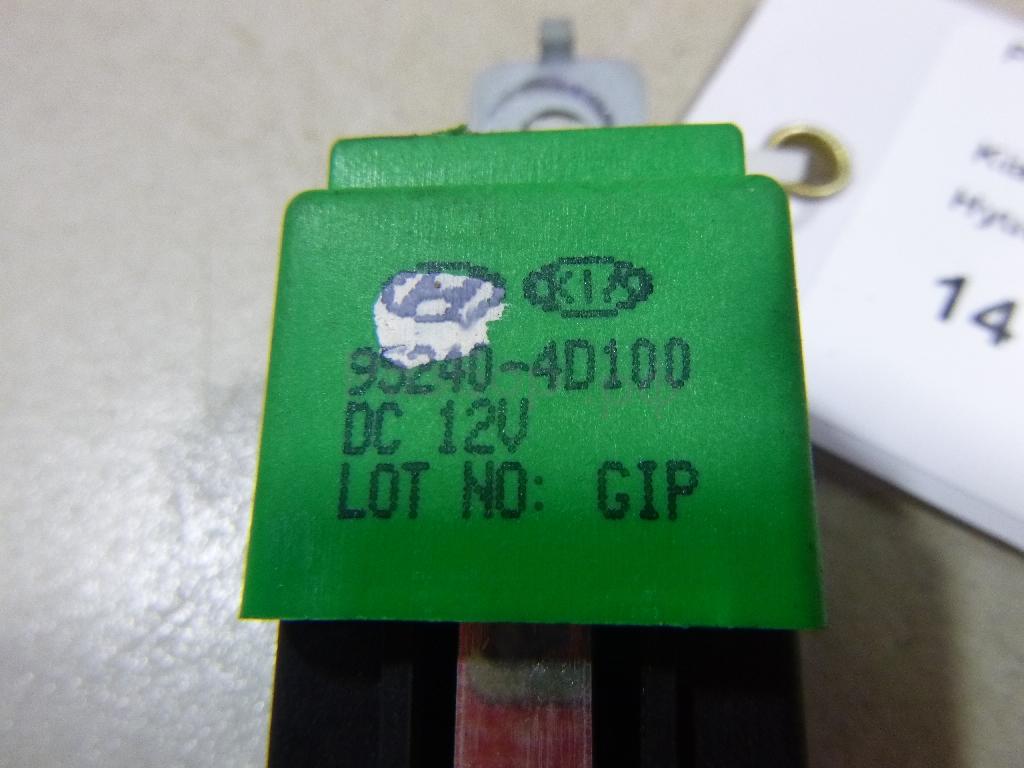 KIA
95240-4D100
DC 12V
LOT NO: GIP
14